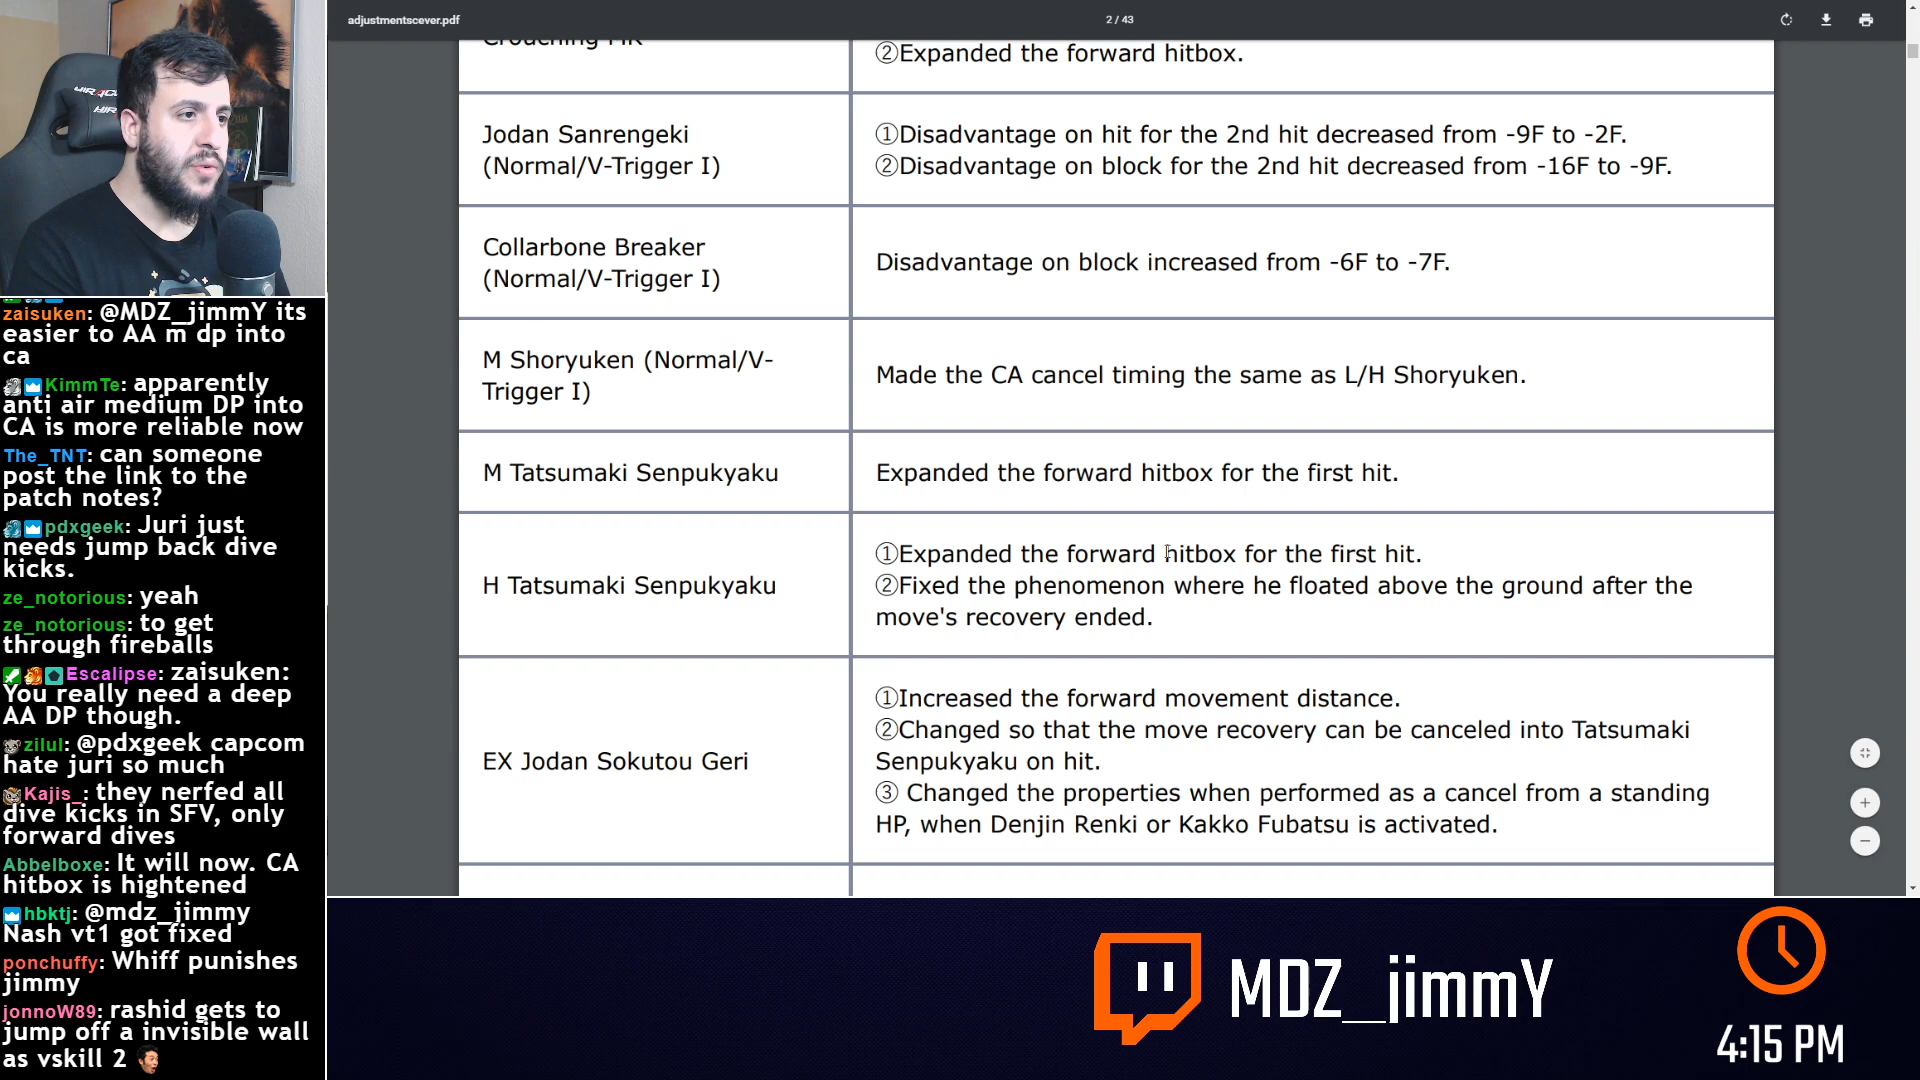 adjustmentscever.pdf
2 / 43
Crouching MK
②Expanded the forward hitbox.
Jodan Sanrengeki
(Normal/V-Trigger I)
①Disadvantage on hit for the 2nd hit decreased from -9F to -2F.
②Disadvantage on block for the 2nd hit decreased from -16F to -9F.
Collarbone Breaker
(Normal/V-Trigger I)
Disadvantage on block increased from -6F to -7F.
M Shoryuken (Normal/V-
Trigger I)
Made the CA cancel timing the same as L/H Shoryuken.
M Tatsumaki Senpukyaku
Expanded the forward hitbox for the first hit.
H Tatsumaki Senpukyaku
①Expanded the forward hitbox for the first hit.
②Fixed the phenomenon where he floated above the ground after the
move's recovery ended.
EX Jodan Sokutou Geri
①Increased the forward movement distance.
②Changed so that the move recovery can be canceled into Tatsumaki
Senpukyaku on hit.
③ Changed the properties when performed as a cancel from a standing
HP, when Denjin Renki or Kakko Fubatsu is activated.
zaisuken: @MDZ_jimmY its
easier to AA m dp into
ca
KimmTe: apparently
anti air medium DP into
CA is more reliable now
The_TNT: can someone
post the link to the
patch notes?
pdxgeek: Juri just
needs jump back dive
kicks.
ze_notorious: yeah
ze_notorious: to get
through fireballs
Escalipse: zaisuken:
You really need a deep
AA DP though.
zilul: @pdxgeek capcom
hate juri so much
Kajis_: they nerfed all
dive kicks in SFV, only
forward dives
Abbelboxe: It will now. CA
hitbox is hightened
hbktj: @mdz_jimmy
Nash vt1 got fixed
ponchuffy: Whiff punishes
jimmy
jonnoW89: rashid gets to
jump off a invisible wall
as vskill 2
MDZ_jimmY
4:15 PM